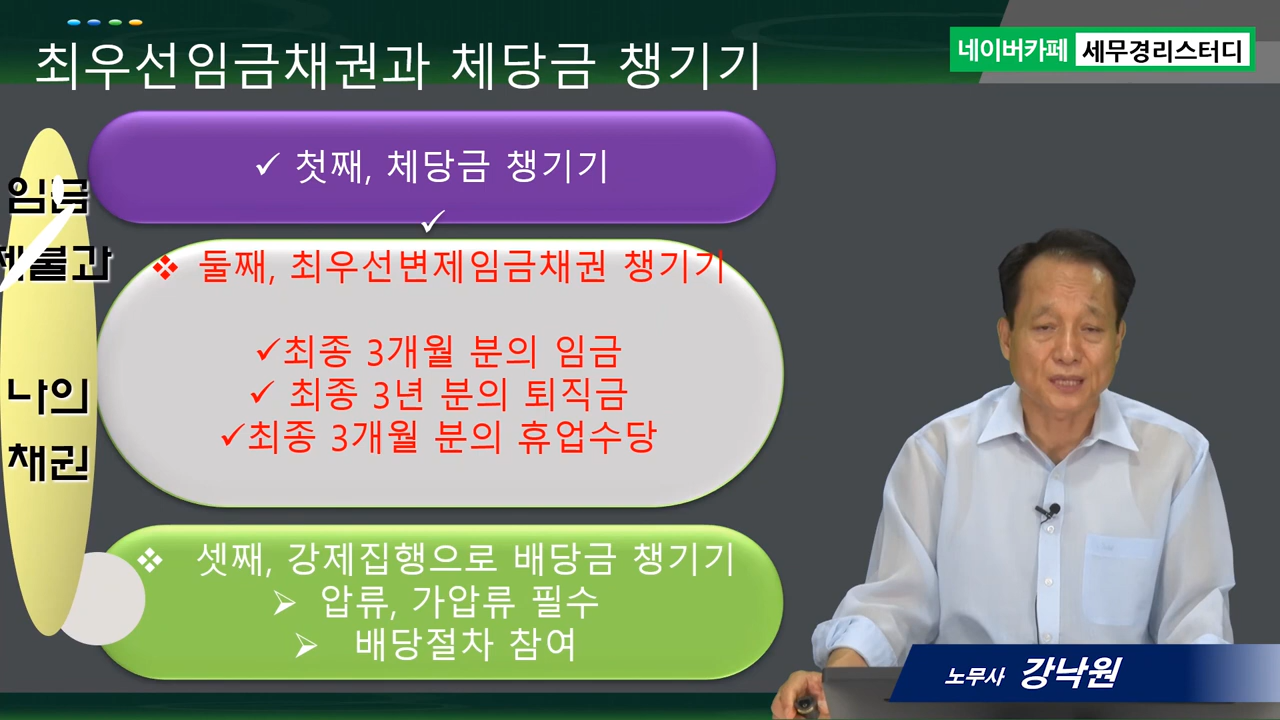 최우선임금채권과 체당금 챙기기
네이버카페 세무경리스터디
✓ 첫째, 체당금 챙기기
✓
임금
체불과
나의
채권
❖ 둘째, 최우선변제임금채권 챙기기
✓최종 3개월 분의 임금
✓ 최종 3년 분의 퇴직금
✓최종 3개월 분의 휴업수당
❖ 셋째, 강제집행으로 배당금 챙기기
➢ 압류, 가압류 필수
➢ 배당절차 참여
노무사 강낙원